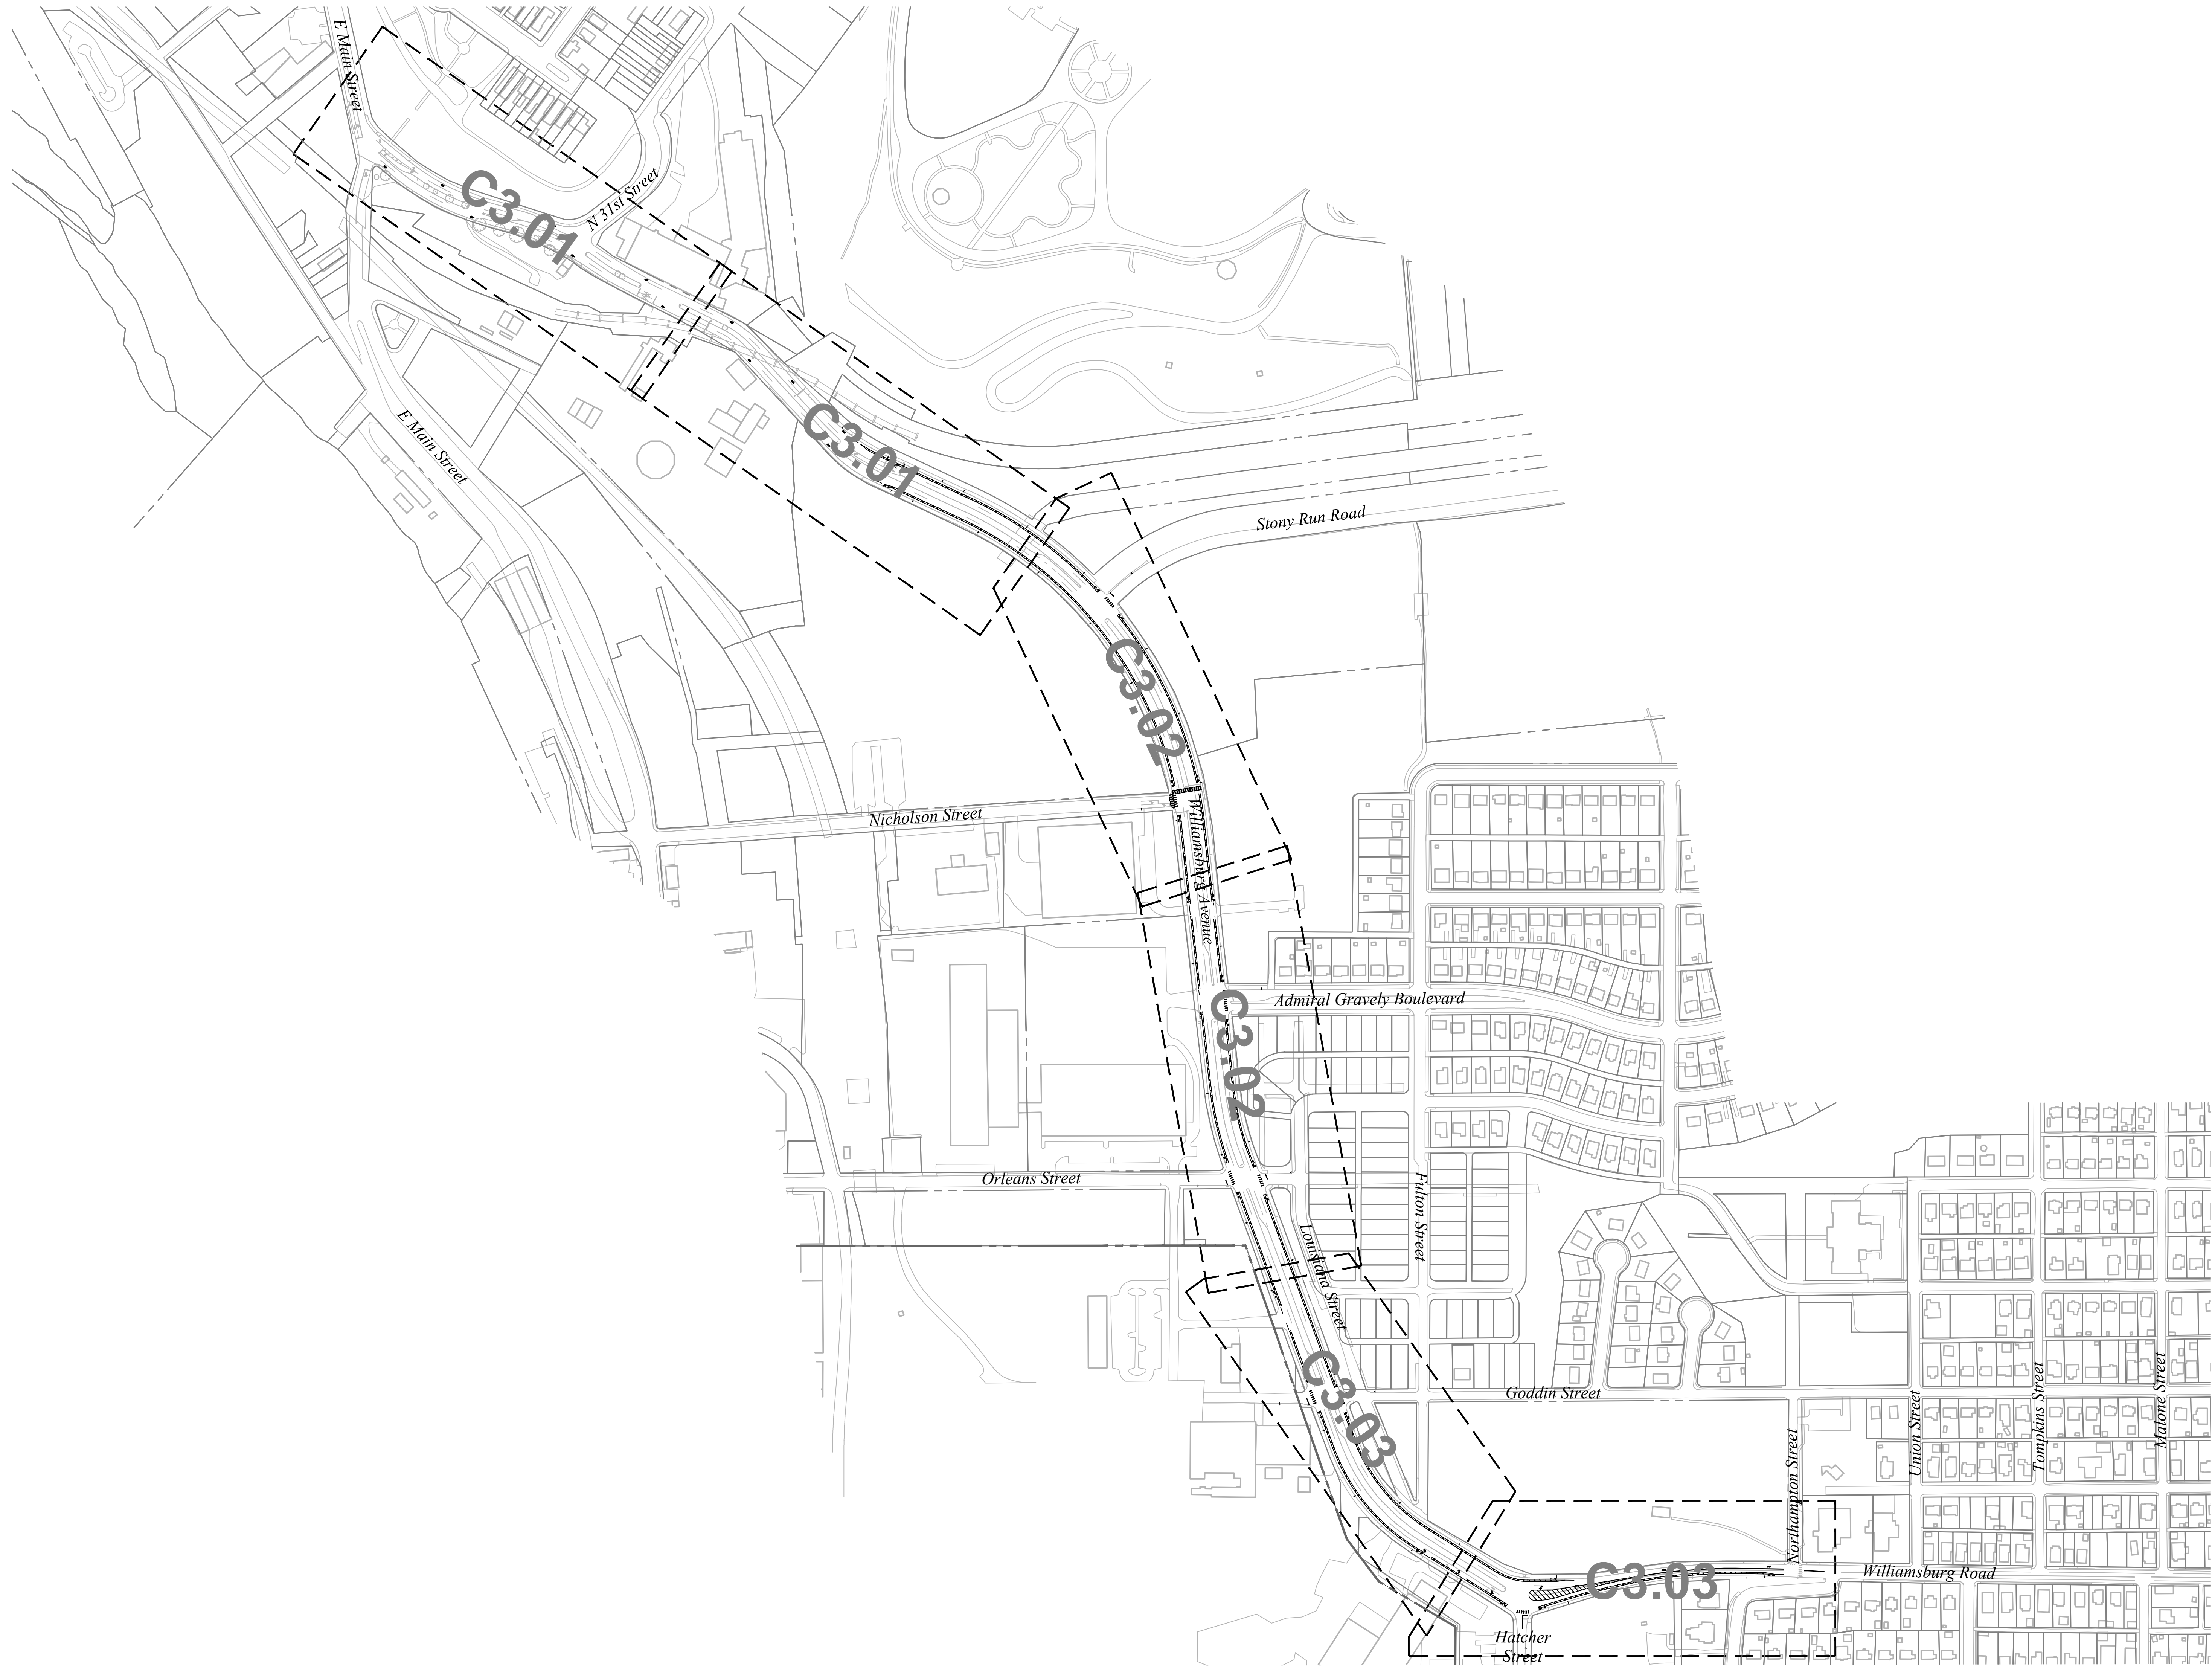 E Main Street
C3.01
N 31st Street
E Main Street
C3.01
Stony Run Road
C3.02
Nicholson Street
Williamsburg Avenue
Admiral Gravely Boulevard
C3.02
Orleans Street
Fulton Street
Louisiana Street
C3.03
Goddin Street
Northampton Street
Union Street
Tompkins Street
Malone Street
C3.03
Williamsburg Road
Hatcher
Street